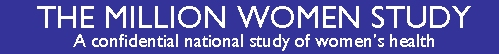 THE MILLION WOMEN STUDY
A confidential national study of women's health